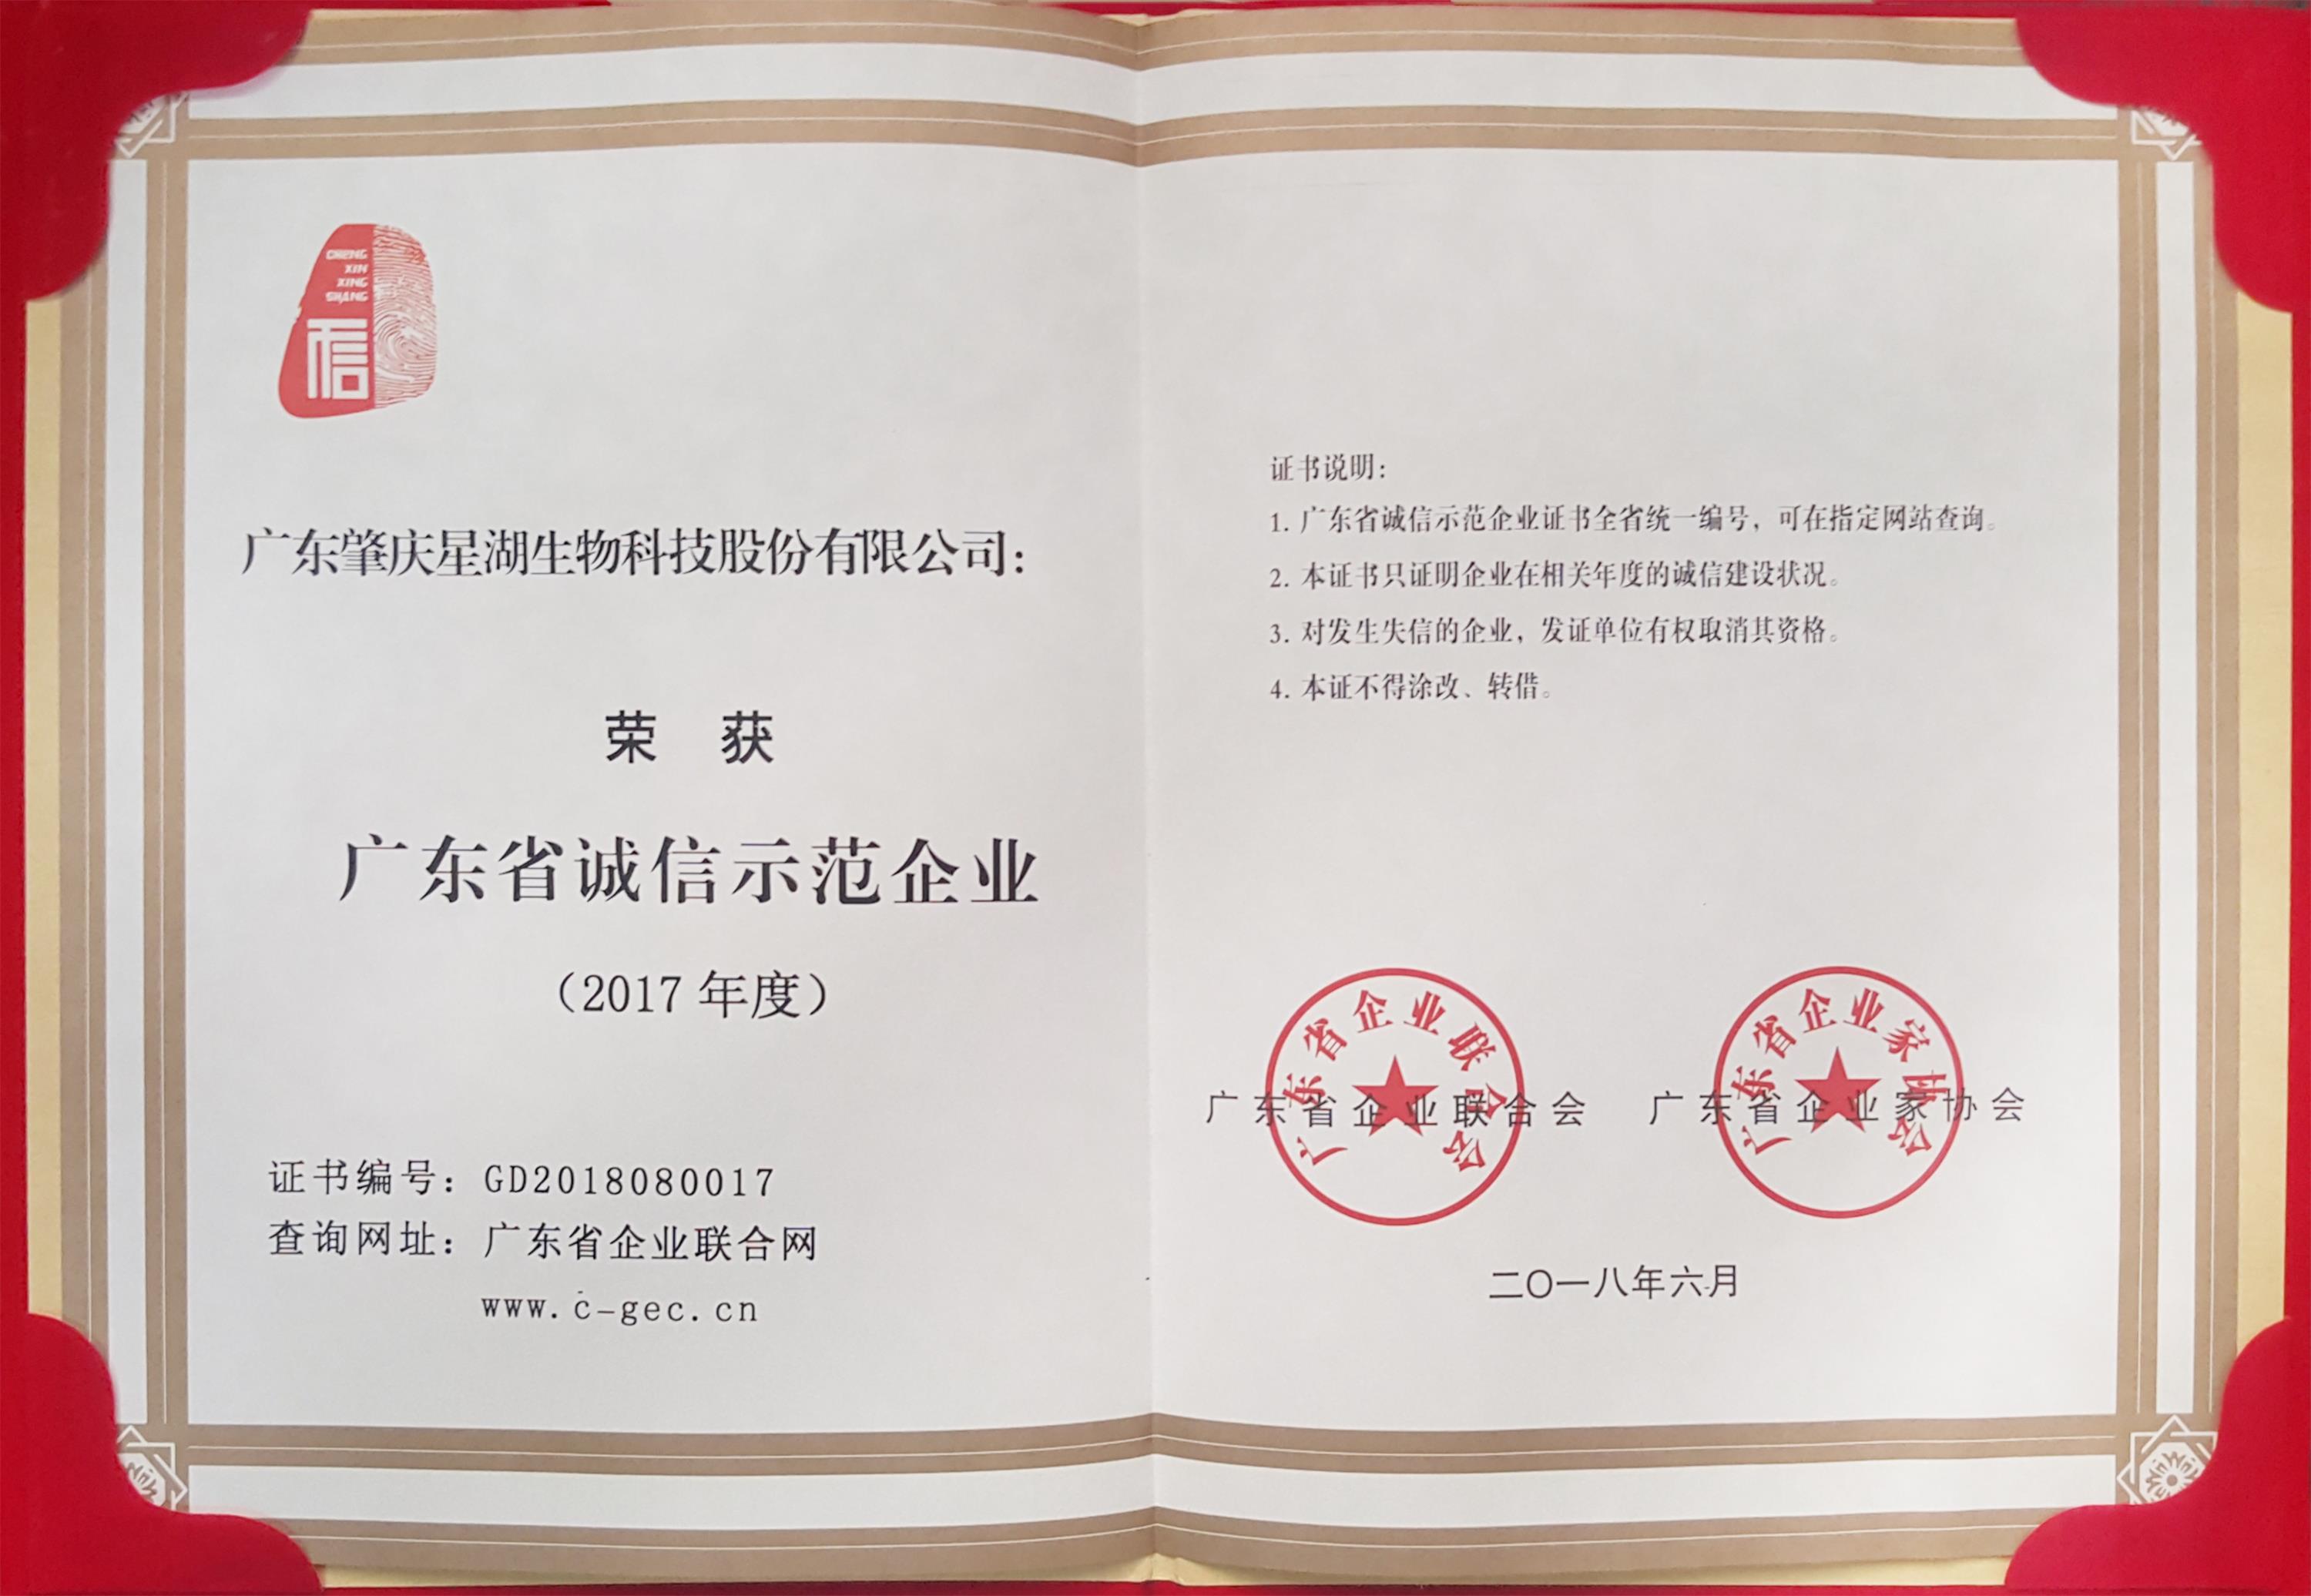 CHENG
XIN
XING
SHANG
信
广东肇庆星湖生物科技股份有限公司：
荣 获
广东省诚信示范企业
（2017 年度）
证书编号：GD2018080017
查询网址：广东省企业联合网
www.c-gec.cn
证书说明：
1. 广东省诚信示范企业证书全省统一编号，可在指定网站查询。
2. 本证书只证明企业在相关年度的诚信建设状况。
3. 对发生失信的企业，发证单位有权取消其资格。
4. 本证不得涂改、转借。
广东省企业联合会
广东省企业家协会
广东省企业联合会
广东省企业家协会
二〇一八年六月